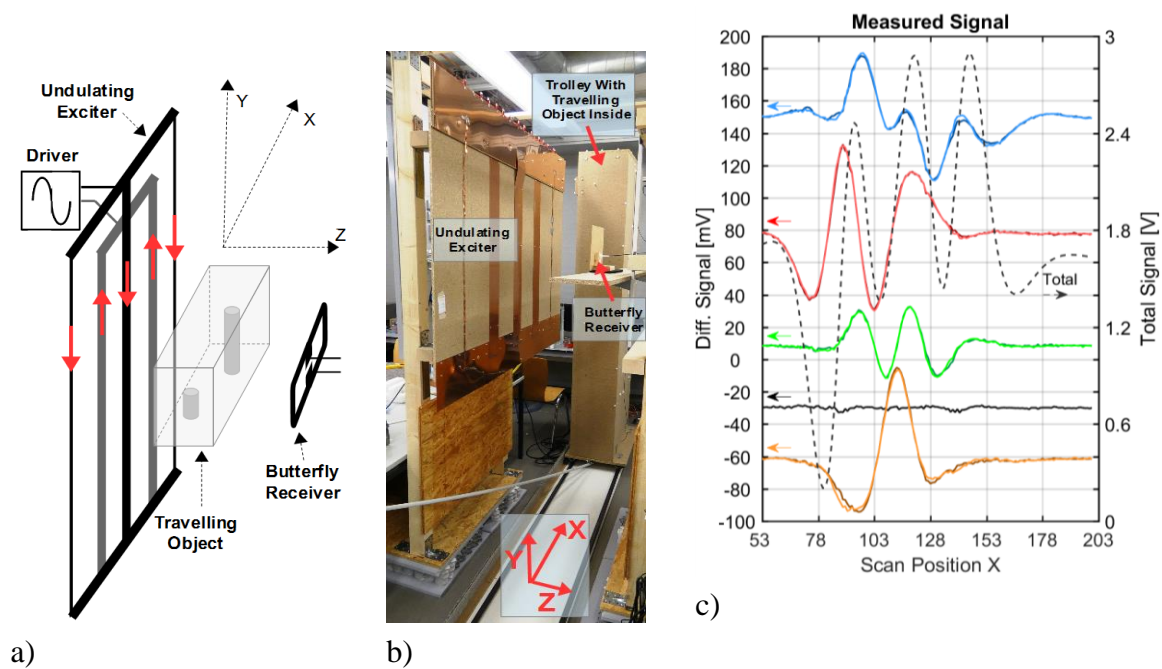 Undulating
Exciter
Driver
Y
X
Z
Butterfly
Receiver
Travelling
Object
a)
Trolley With
Travelling
Object Inside
Undulating
Exciter
Butterfly
Receiver
X
Y
Z
b)
Measured Signal
Diff. Signal [mV]
200
180
160
140
120
100
80
60
40
20
0
-20
-40
-60
-80
-100
Total
3
2.4
1.8
1.2
0.6
0
Total Signal [V]
53 78 103 128 153 178 203
Scan Position X
c)